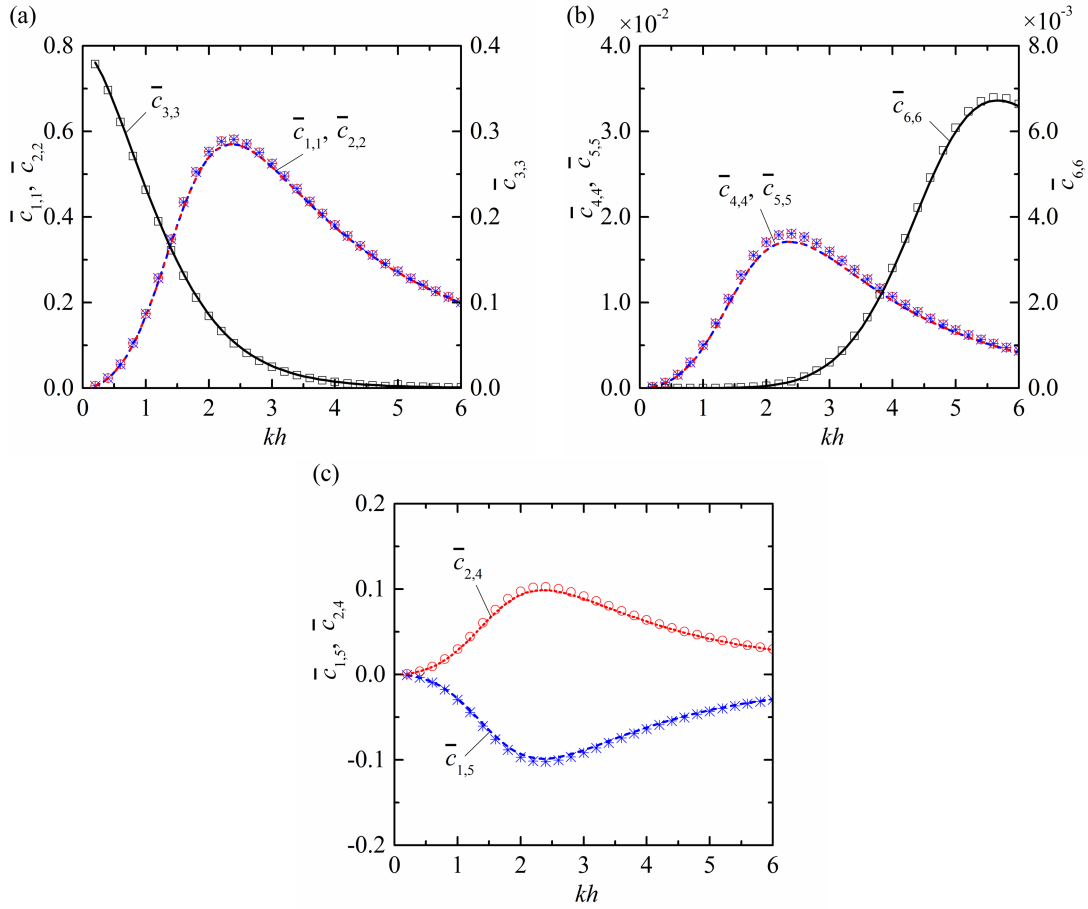 (a)
0.8
0.6
0.4
0.2
0.0
c̄1,1, c̄2,2
0.4
0.3
0.2
0.1
0.0
c̄3,3
c̄3,3
c̄1,1, c̄2,2
0 1 2 3 4 5 6
kh
(b)
×10-2
×10-3
4.0
3.0
2.0
1.0
0.0
c̄4,4, c̄5,5
8.0
6.0
4.0
2.0
0.0
c̄6,6
c̄6,6
c̄4,4, c̄5,5
0 1 2 3 4 5 6
kh
(c)
0.2
0.1
0.0
-0.1
-0.2
c̄1,5, c̄2,4
c̄2,4
c̄1,5
0 1 2 3 4 5 6
kh